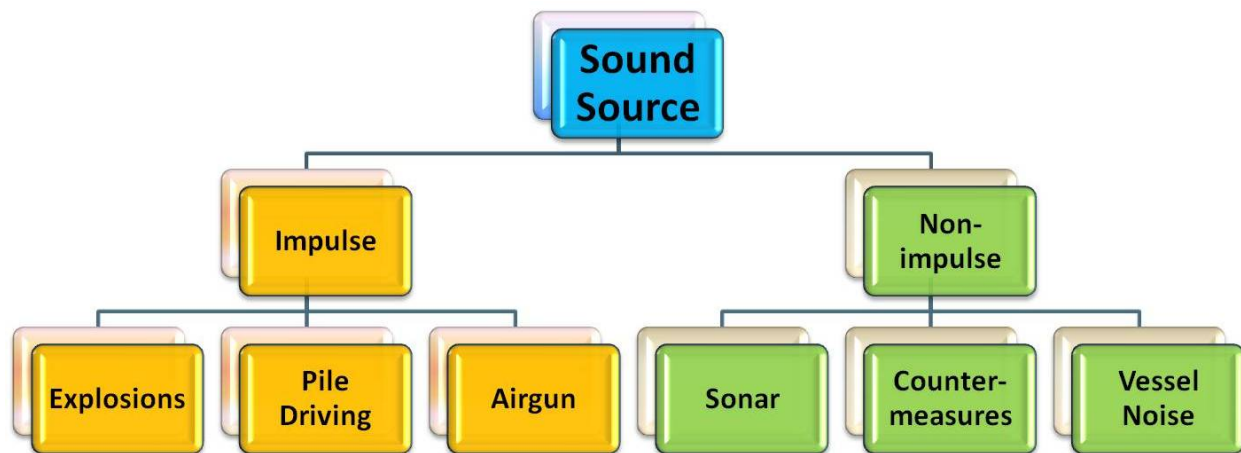 Sound
Source
Impulse
Non-
impulse
Explosions
Pile
Driving
Airgun
Sonar
Counter-
measures
Vessel
Noise